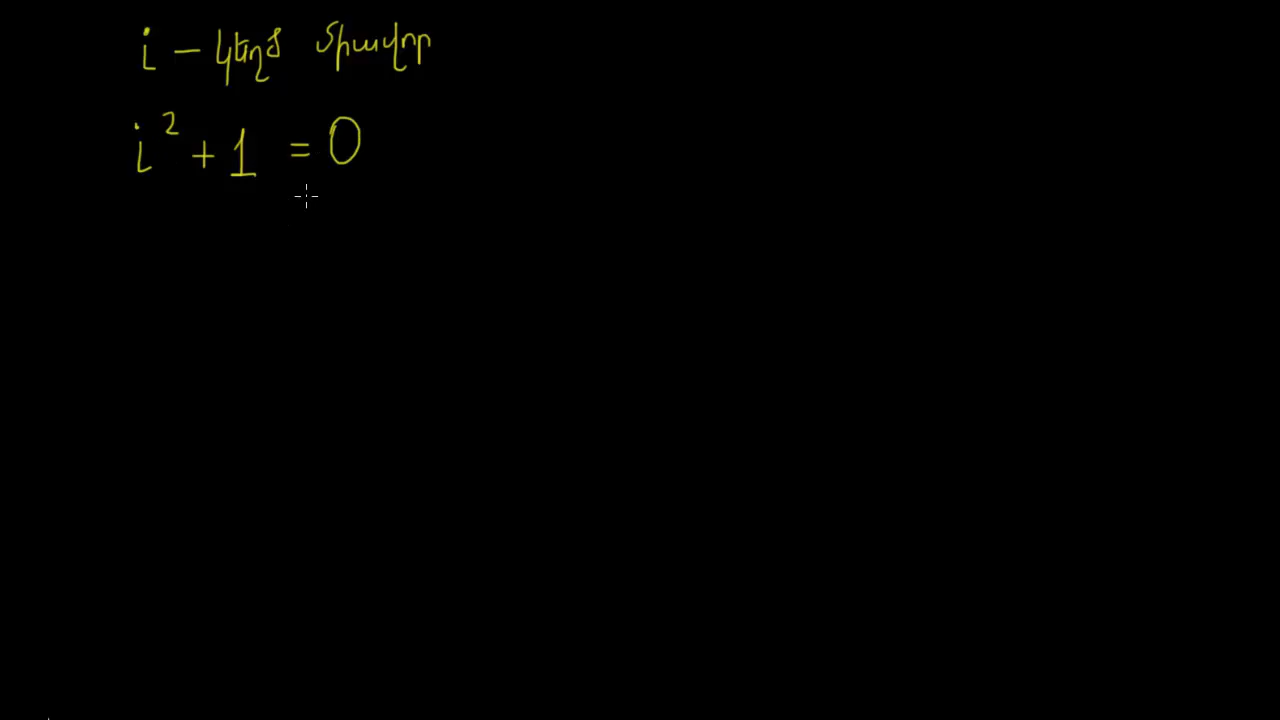 i – կեղծ միավոր
i² + 1 = 0